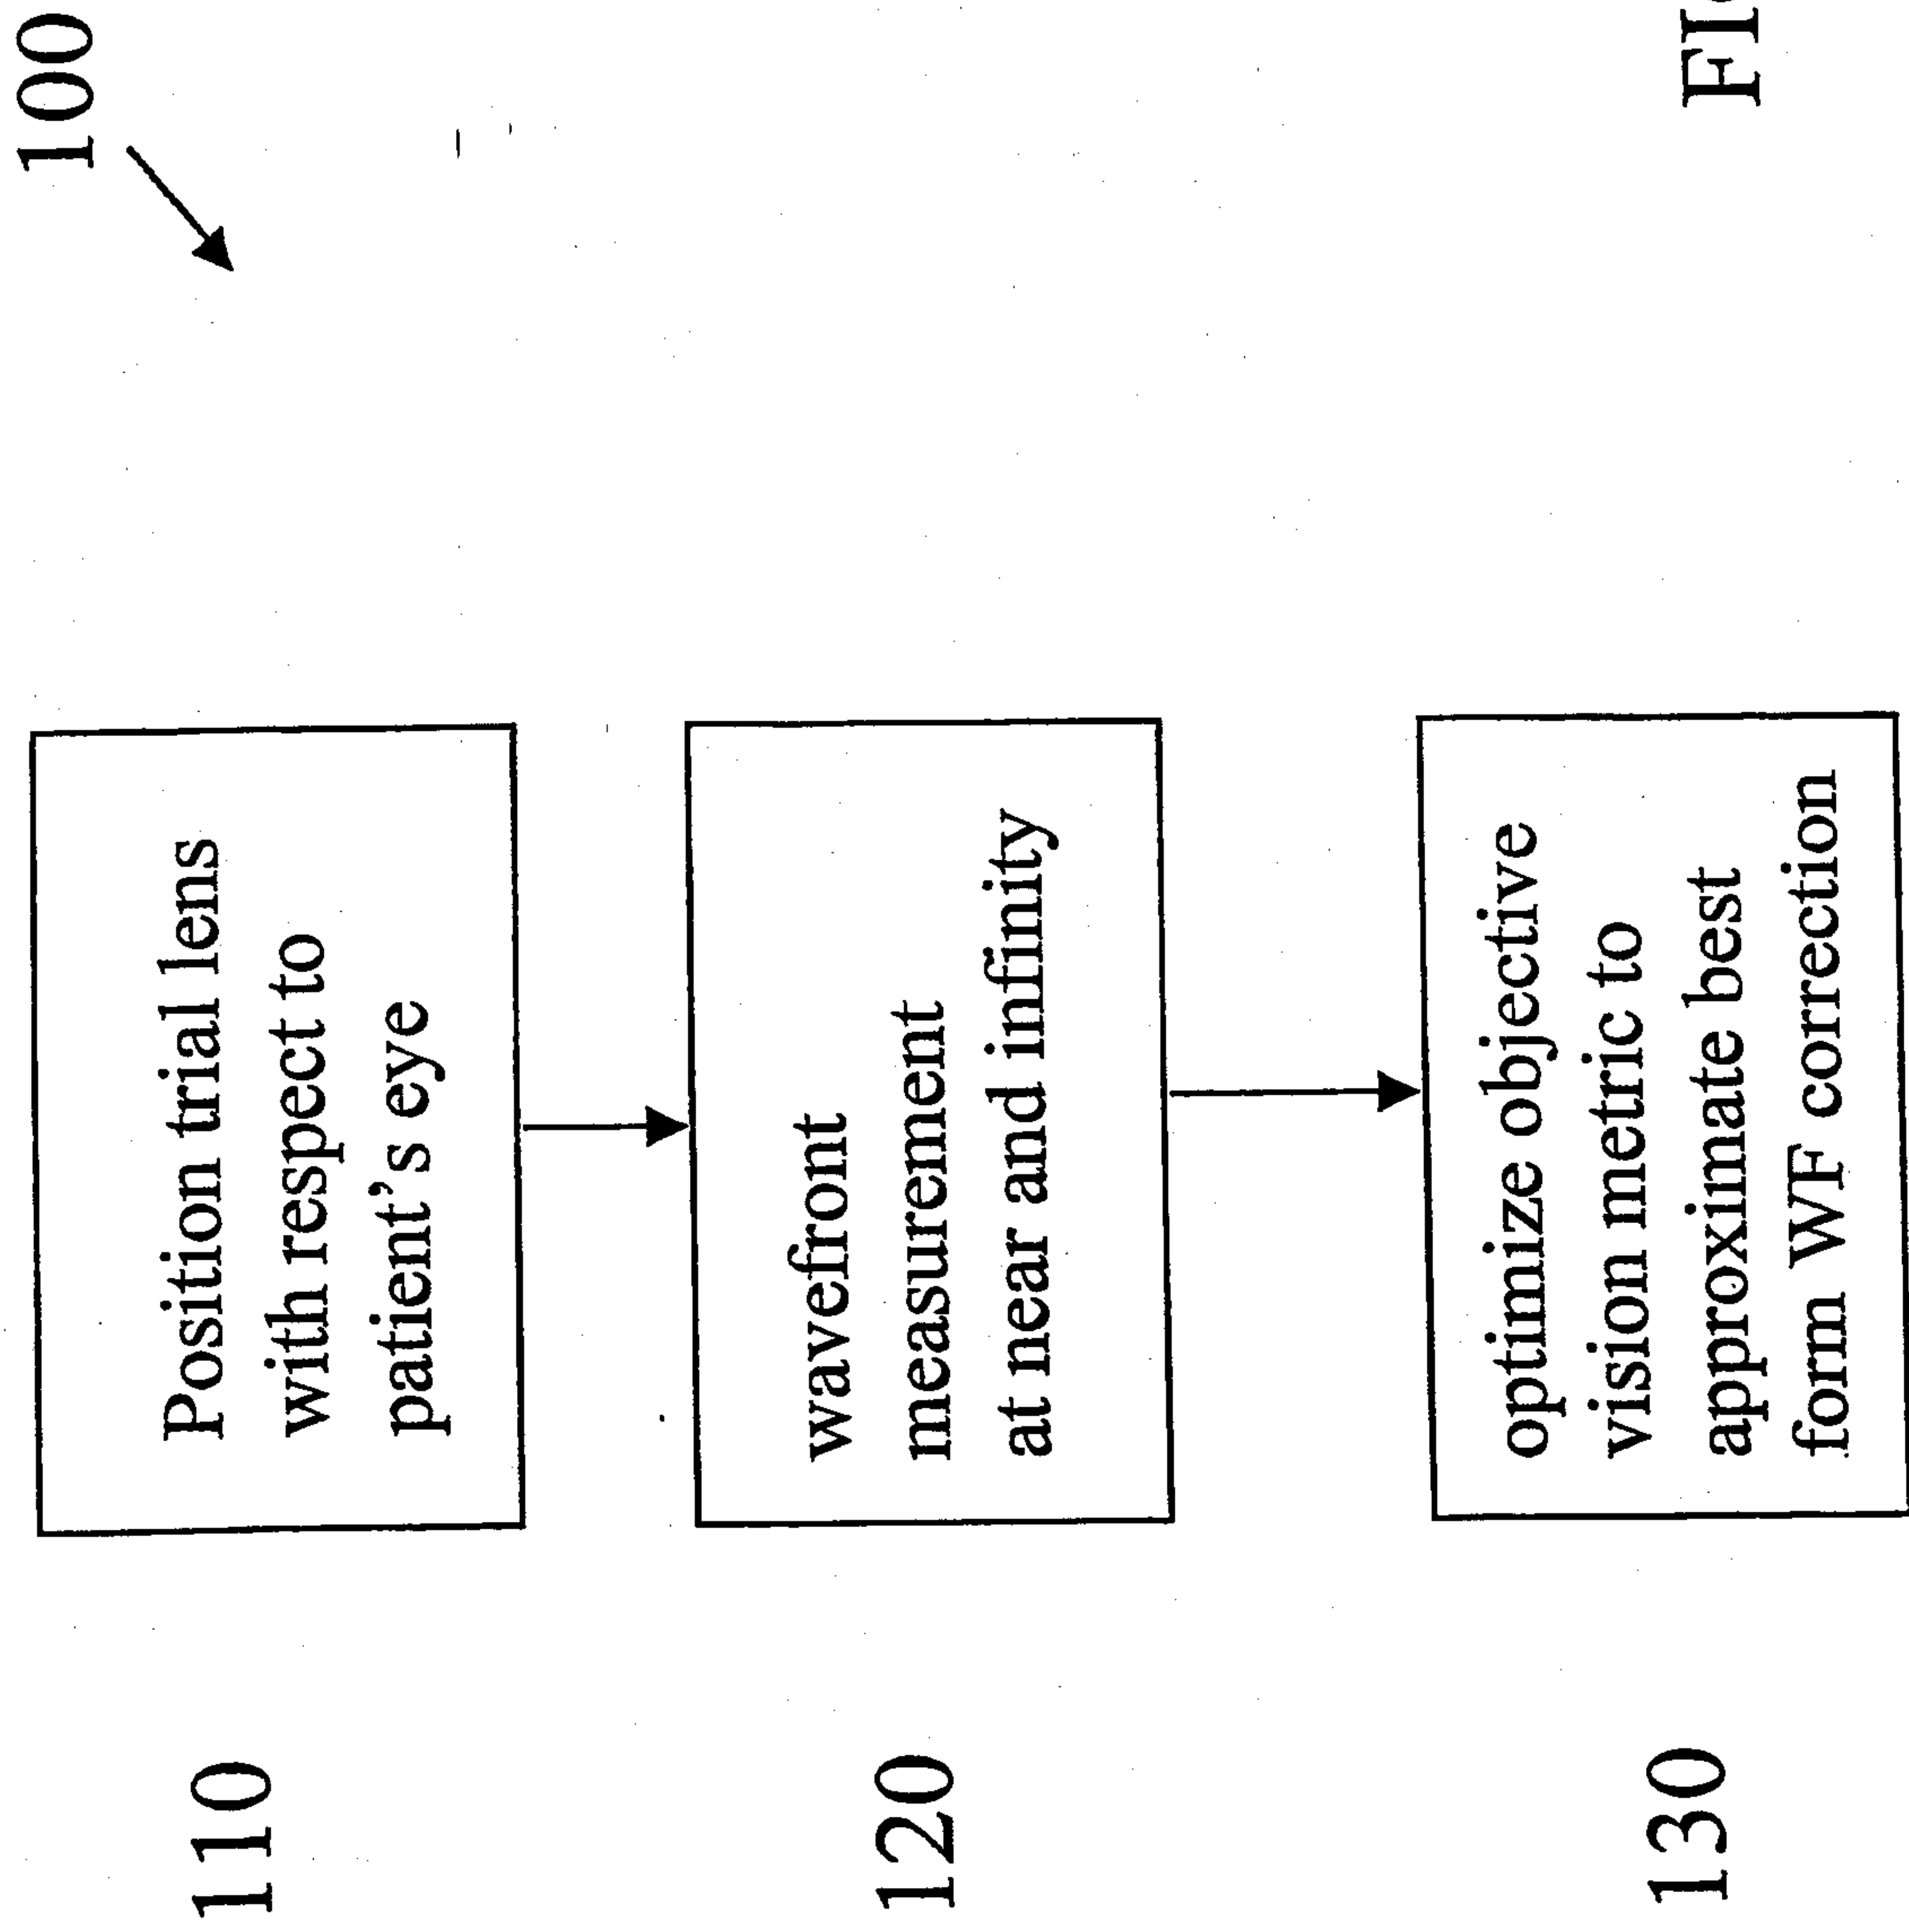 100
110
Position trial lens
with respect to
patient's eye
120
wavefront
measurement
at near and infinity
130
optimize objective
vision metric to
approximate best
form WF correction